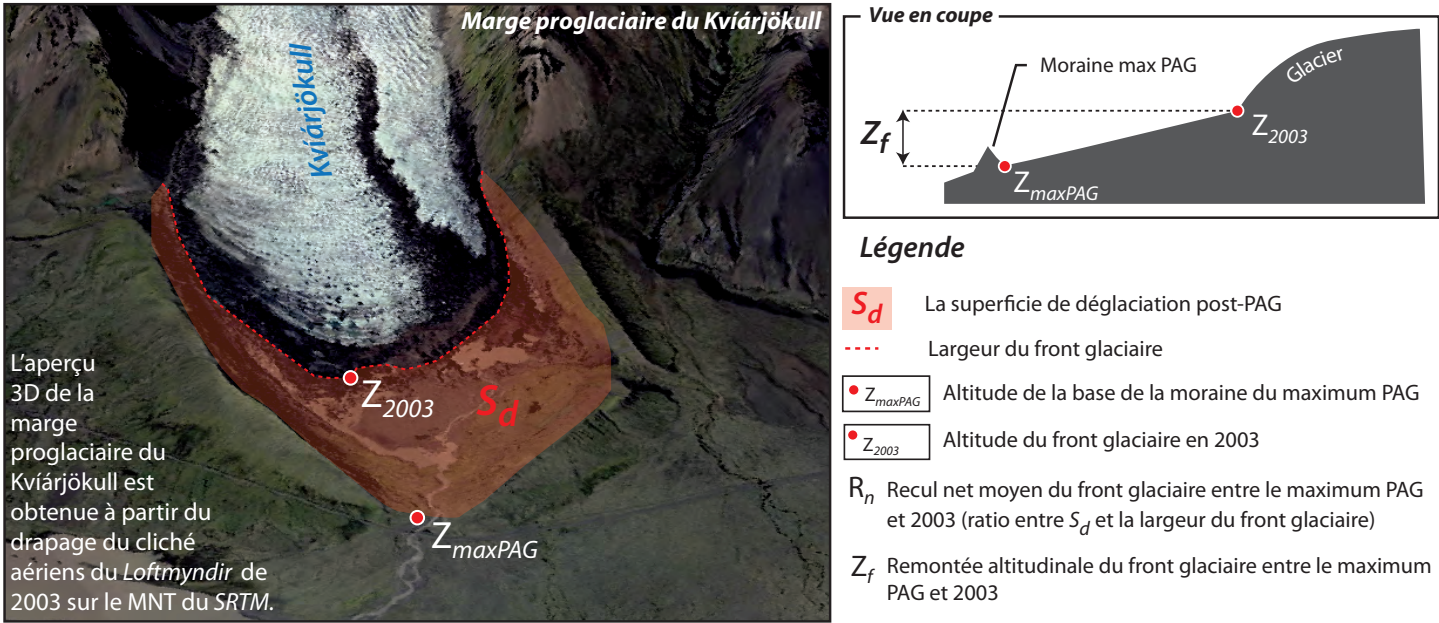 Marge proglaciaire du Kvíárjökull
Kvíárjökull
Z2003
Sd
ZmaxPAG
L'aperçu
3D de la
marge
proglaciaire du
Kvíárjökull est
obtenue à partir du
drapage du cliché
aériens du Loftmyndir de
2003 sur le MNT du SRTM.
Vue en coupe
Moraine max PAG
Glacier
Zf
Z2003
ZmaxPAG
Légende
Sd La superficie de déglaciation post-PAG
Largeur du front glaciaire
ZmaxPAG Altitude de la base de la moraine du maximum PAG
Z2003 Altitude du front glaciaire en 2003
Rn Recul net moyen du front glaciaire entre le maximum PAG
et 2003 (ratio entre Sd et la largeur du front glaciaire)
Zf Remontée altitudinale du front glaciaire entre le maximum
PAG et 2003